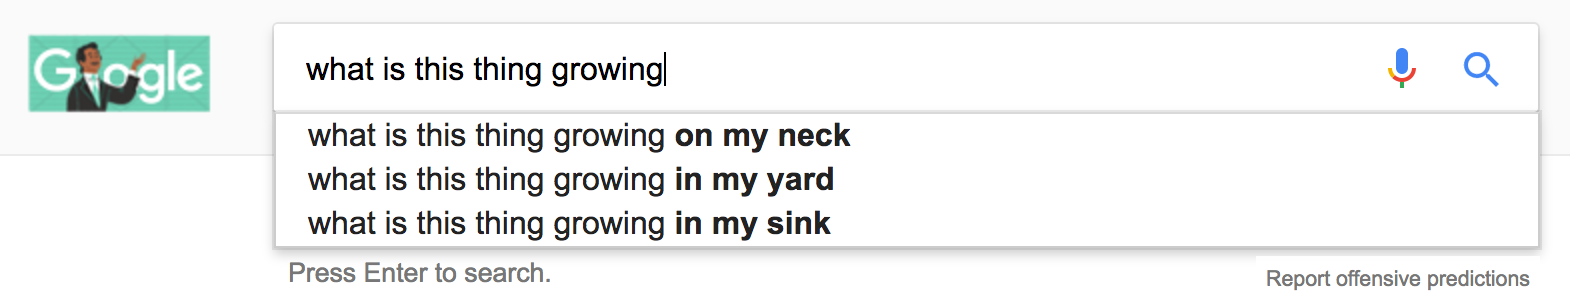 Google
what is this thing growing
what is this thing growing on my neck
what is this thing growing in my yard
what is this thing growing in my sink
Press Enter to search.
Report offensive predictions